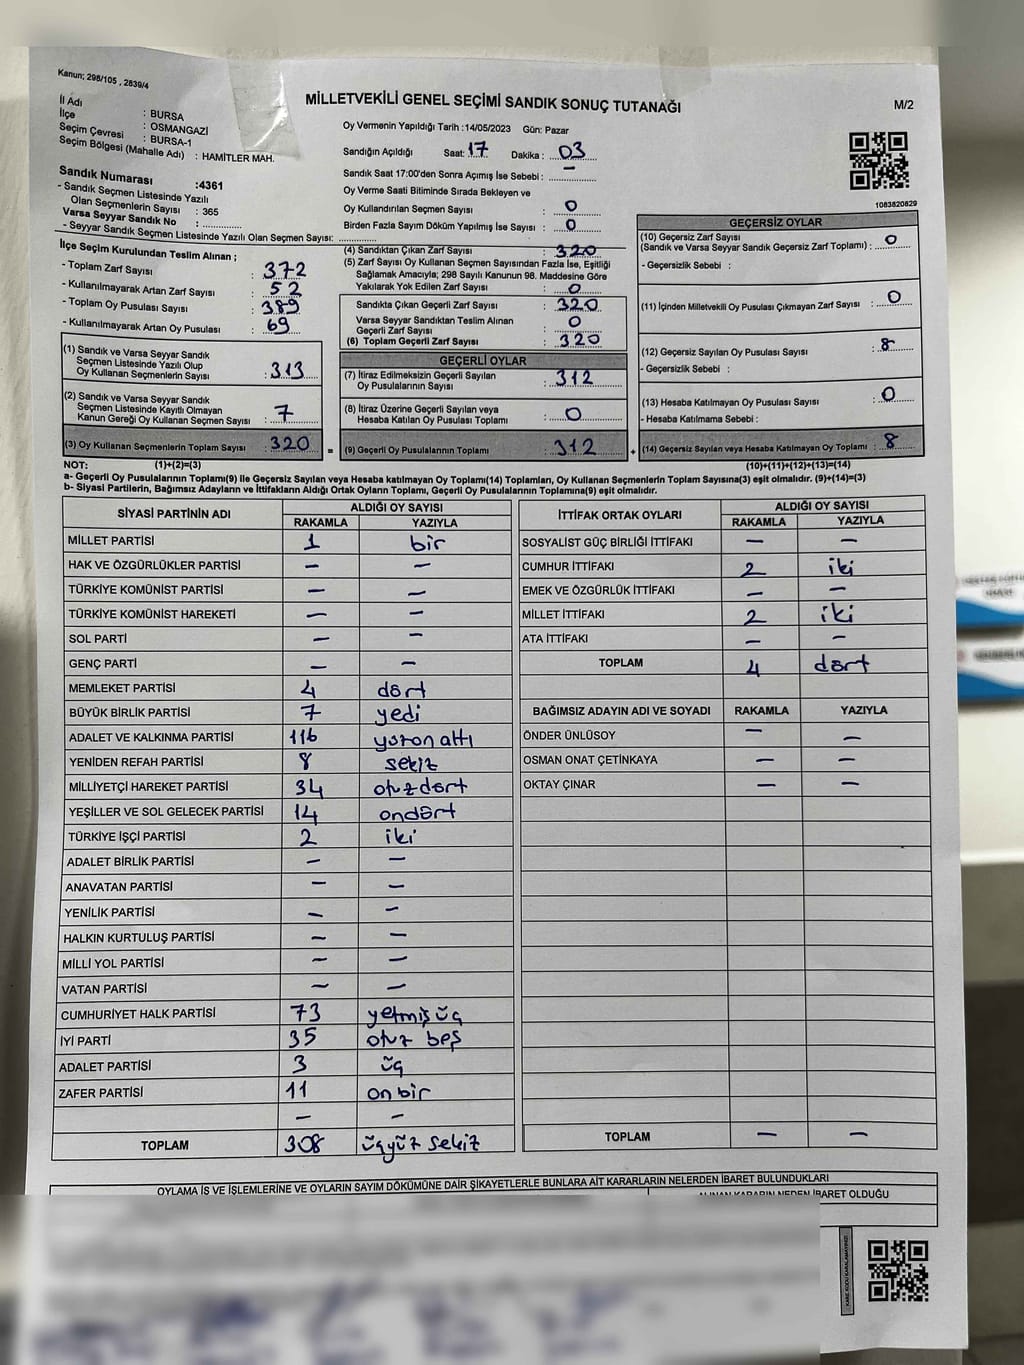 Kanun; 298/105 , 2839/4
MİLLETVEKİLİ GENEL SEÇİMİ SANDIK SONUÇ TUTANAĞI
M/2
İl Adı : BURSA
İlçe : OSMANGAZİ
Seçim Çevresi : BURSA-1
Seçim Bölgesi (Mahalle Adı) : HAMİTLER MAH.
Sandık Numarası :4361
- Sandık Seçmen Listesinde Yazılı
Olan Seçmenlerin Sayısı : 365
Varsa Seyyar Sandık No :
- Seyyar Sandık Seçmen Listesinde Yazılı Olan Seçmen Sayısı:
Oy Vermenin Yapıldığı Tarih :14/05/2023 Gün: Pazar
Sandığın Açıldığı Saat: 17 Dakika : 03
Sandık Saat 17:00'den Sonra Açımış İse Sebebi : —
Oy Verme Saati Bitiminde Sırada Bekleyen ve
Oy Kullandırılan Seçmen Sayısı : 0
Birden Fazla Sayım Döküm Yapılmış İse Sayısı : 0
1083820829
İlçe Seçim Kurulundan Teslim Alınan ;
- Toplam Zarf Sayısı : 372
- Kullanılmayarak Artan Zarf Sayısı : 52
- Toplam Oy Pusulası Sayısı : 389
- Kullanılmayarak Artan Oy Pusulası : 69
(1) Sandık ve Varsa Seyyar Sandık
Seçmen Listesinde Yazılı Olup
Oy Kullanan Seçmenlerin Sayısı : 313
(2) Sandık ve Varsa Seyyar Sandık
Seçmen Listesinde Kayıtlı Olmayan
Kanun Gereği Oy Kullanan Seçmen Sayısı : 7
(3) Oy Kullanan Seçmenlerin Toplam Sayısı : 320
(4) Sandıktan Çıkan Zarf Sayısı : 320
(5) Zarf Sayısı Oy Kullanan Seçmen Sayısından Fazla İse, Eşitliği
Sağlamak Amacıyla; 298 Sayılı Kanunun 98. Maddesine Göre
Yakılarak Yok Edilen Zarf Sayısı : 0
Sandıkta Çıkan Geçerli Zarf Sayısı : 320
Varsa Seyyar Sandıktan Teslim Alınan
Geçerli Zarf Sayısı : 0
(6) Toplam Geçerli Zarf Sayısı : 320
GEÇERLİ OYLAR
(7) İtiraz Edilmeksizin Geçerli Sayılan
Oy Pusulalarının Sayısı : 312
(8) İtiraz Üzerine Geçerli Sayılan veya
Hesaba Katılan Oy Pusulası Toplamı : 0
= (9) Geçerli Oy Pusulalarının Toplamı : 312
GEÇERSİZ OYLAR
(10) Geçersiz Zarf Sayısı
(Sandık ve Varsa Seyyar Sandık Geçersiz Zarf Toplamı) : 0
- Geçersizlik Sebebi :
(11) İçinden Milletvekili Oy Pusulası Çıkmayan Zarf Sayısı : 0
(12) Geçersiz Sayılan Oy Pusulası Sayısı : 8
- Geçersizlik Sebebi :
(13) Hesaba Katılmayan Oy Pusulası Sayısı : 0
- Hesaba Katılmama Sebebi :
+ (14) Geçersiz Sayılan veya Hesaba Katılmayan Oy Toplamı : 8
NOT: (1)+(2)=(3) (10)+(11)+(12)+(13)=(14)
a- Geçerli Oy Pusulalarının Toplamı(9) ile Geçersiz Sayılan veya Hesaba katılmayan Oy Toplamı(14) Toplamları, Oy Kullanan Seçmenlerin Toplam Sayısına(3) eşit olmalıdır. (9)+(14)=(3)
b- Siyasi Partilerin, Bağımsız Adayların ve İttifakların Aldığı Ortak Oyların Toplamı, Geçerli Oy Pusulalarının Toplamına(9) eşit olmalıdır.
SİYASİ PARTİNİN ADI ALDIĞI OY SAYISI
RAKAMLA YAZIYLA
MİLLET PARTİSİ 1 bir
HAK VE ÖZGÜRLÜKLER PARTİSİ — —
TÜRKİYE KOMÜNİST PARTİSİ — —
TÜRKİYE KOMÜNİST HAREKETİ — —
SOL PARTİ — —
GENÇ PARTİ — —
MEMLEKET PARTİSİ 4 dört
BÜYÜK BİRLİK PARTİSİ 7 yedi
ADALET VE KALKINMA PARTİSİ 116 yüzonaltı
YENİDEN REFAH PARTİSİ 8 sekiz
MİLLİYETÇİ HAREKET PARTİSİ 34 otuzdört
YEŞİLLER VE SOL GELECEK PARTİSİ 14 ondört
TÜRKİYE İŞÇİ PARTİSİ 2 iki
ADALET BİRLİK PARTİSİ — —
ANAVATAN PARTİSİ — —
YENİLİK PARTİSİ — —
HALKIN KURTULUŞ PARTİSİ — —
MİLLİ YOL PARTİSİ — —
VATAN PARTİSİ — —
CUMHURİYET HALK PARTİSİ 73 yetmiş üç
İYİ PARTİ 35 otuz beş
ADALET PARTİSİ 3 üç
ZAFER PARTİSİ 11 on bir
— —
TOPLAM 308 üçyüz sekiz
İTTİFAK ORTAK OYLARI ALDIĞI OY SAYISI
RAKAMLA YAZIYLA
SOSYALİST GÜÇ BİRLİĞİ İTTİFAKI — —
CUMHUR İTTİFAKI 2 iki
EMEK VE ÖZGÜRLÜK İTTİFAKI — —
MİLLET İTTİFAKI 2 iki
ATA İTTİFAKI — —
TOPLAM 4 dört
BAĞIMSIZ ADAYIN ADI VE SOYADI RAKAMLA YAZIYLA
ÖNDER ÜNLÜSOY — —
OSMAN ONAT ÇETİNKAYA — —
OKTAY ÇINAR — —
TOPLAM — —
OYLAMA İŞ VE İŞLEMLERİNE VE OYLARIN SAYIM DÖKÜMÜNE DAİR ŞİKAYETLERLE BUNLARA AİT KARARLARIN NELERDEN İBARET BULUNDUKLARI
ALINAN KARARIN NEDEN İBARET OLDUĞU